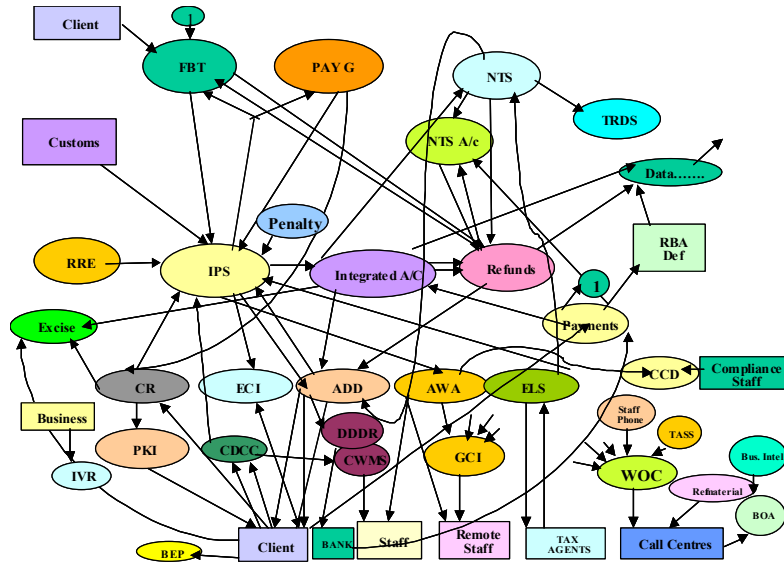 Client
1
FBT
PAY G
NTS
TRDS
Customs
NTS A/c
Data.......
Penalty
RBA
Def
RRE
IPS
Integrated A/C
Refunds
1
Excise
Payments
CR
ECI
ADD
AWA
ELS
CCD
Compliance
Staff
Business
Staff
Phone
TASS
PKI
CDCC
DDDR
CWMS
GCI
WOC
Bus. Intel
IVR
Refmaterial
BOA
BEP
Client
BANK
Staff
Remote
Staff
TAX
AGENTS
Call Centres